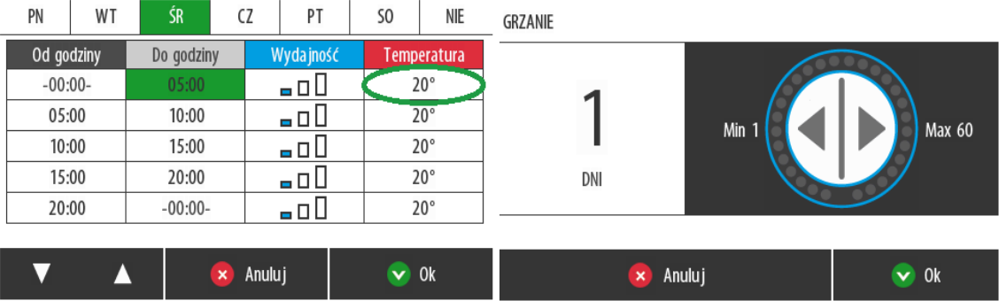 PN WT ŚR CZ PT SO NIE
Od godziny Do godziny Wydajność Temperatura
-00:00- 05:00 20°
05:00 10:00 20°
10:00 15:00 20°
15:00 20:00 20°
20:00 -00:00- 20°
Anuluj Ok
GRZANIE
1
DNI
Min 1 Max 60
Anuluj Ok